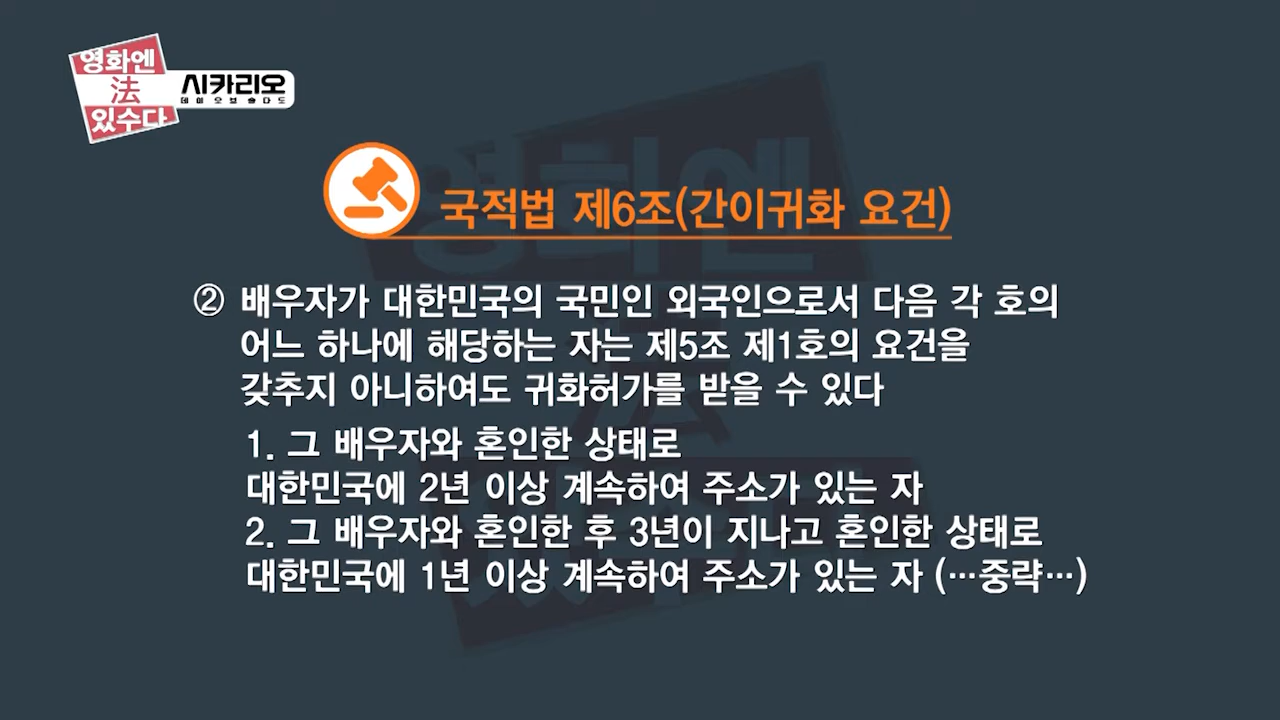 영화엔
法
있수다
시카리오
데이오브솔다도
국적법 제6조(간이귀화 요건)
② 배우자가 대한민국의 국민인 외국인으로서 다음 각 호의
어느 하나에 해당하는 자는 제5조 제1호의 요건을
갖추지 아니하여도 귀화허가를 받을 수 있다
1. 그 배우자와 혼인한 상태로
대한민국에 2년 이상 계속하여 주소가 있는 자
2. 그 배우자와 혼인한 후 3년이 지나고 혼인한 상태로
대한민국에 1년 이상 계속하여 주소가 있는 자 (…중략…)